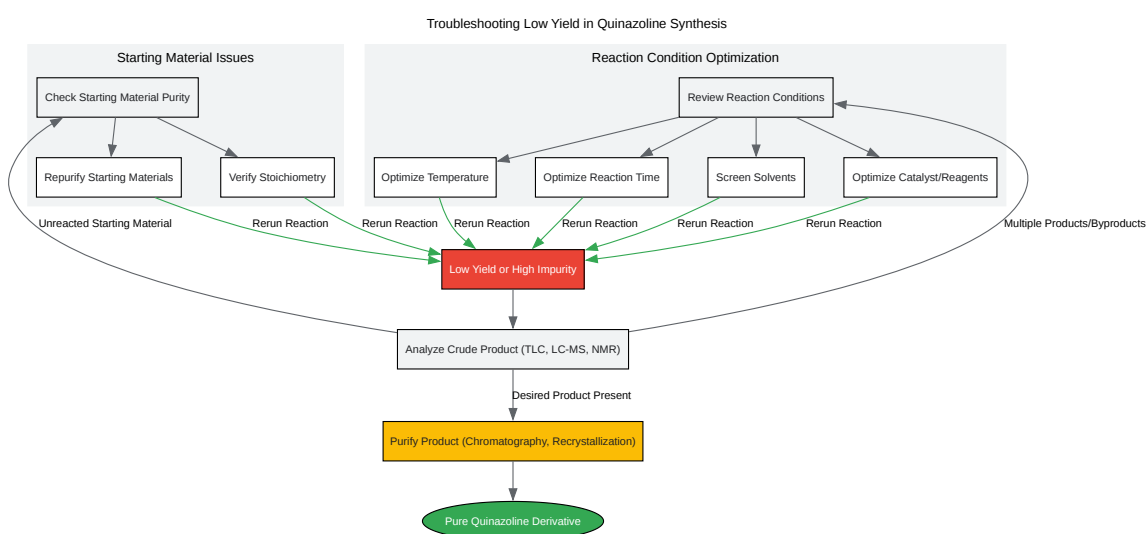 Troubleshooting Low Yield in Quinazoline Synthesis
Starting Material Issues
Reaction Condition Optimization
Check Starting Material Purity
Review Reaction Conditions
Repurify Starting Materials
Verify Stoichiometry
Optimize Temperature
Optimize Reaction Time
Screen Solvents
Optimize Catalyst/Reagents
Unreacted Starting Material
Rerun Reaction
Rerun Reaction
Rerun Reaction
Rerun Reaction
Rerun Reaction
Rerun Reaction
Multiple Products/Byproducts
Low Yield or High Impurity
Analyze Crude Product (TLC, LC-MS, NMR)
Desired Product Present
Purify Product (Chromatography, Recrystallization)
Pure Quinazoline Derivative